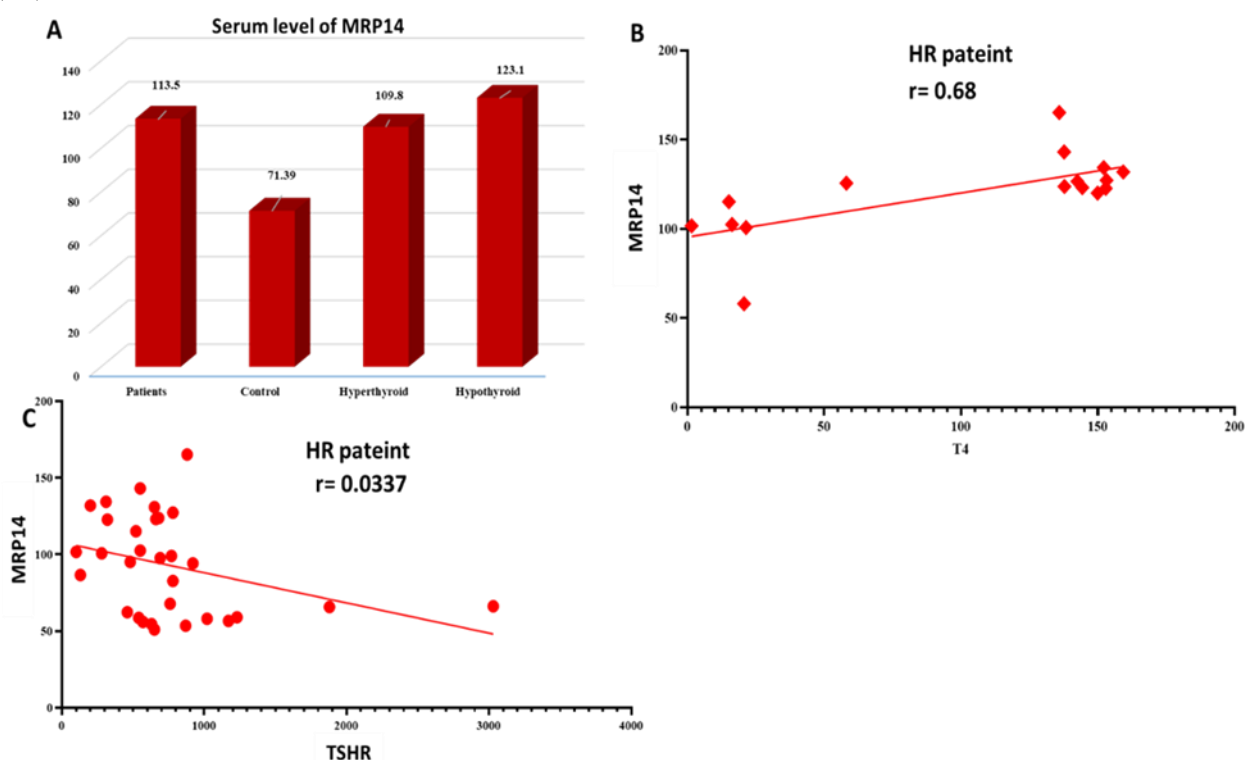 A
Serum level of MRP14
140
120
100
80
60
40
20
0
113.5
71.39
109.8
123.1
Patients
Control
Hyperthyroid
Hypothyroid
B
HR pateint
r= 0.68
MRP14
200
150
100
50
0
0
50
100
150
200
T4
C
HR pateint
r= 0.0337
MRP14
200
150
100
50
0
0
1000
2000
3000
4000
TSHR